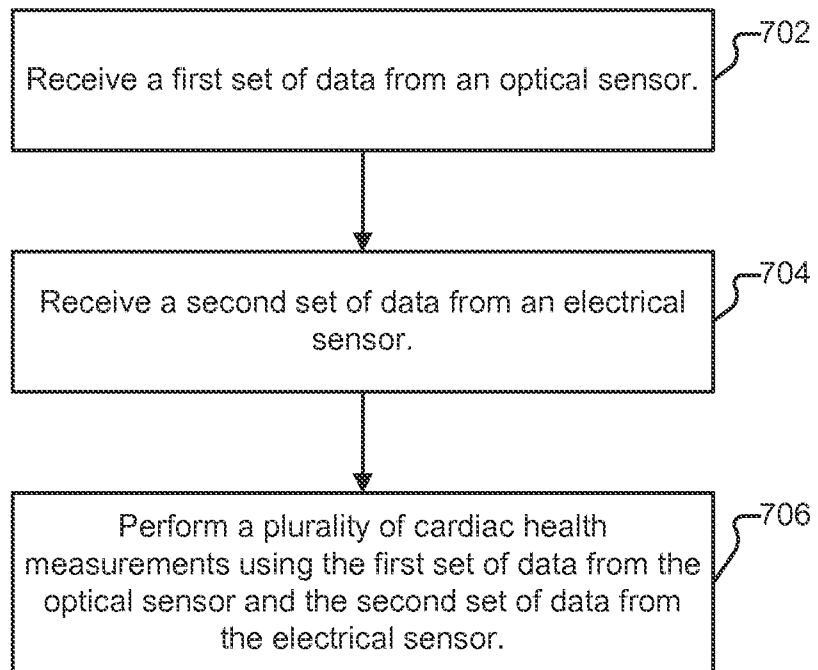 702
Receive a first set of data from an optical sensor.
704
Receive a second set of data from an electrical
sensor.
706
Perform a plurality of cardiac health
measurements using the first set of data from the
optical sensor and the second set of data from
the electrical sensor.